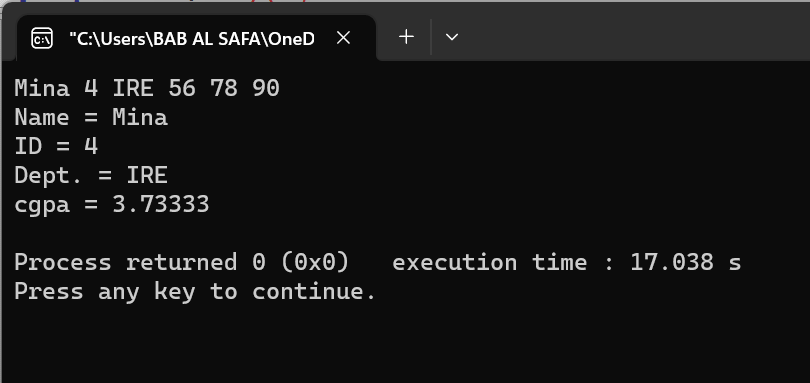 "C:\Users\BAB AL SAFA\OneD
Mina 4 IRE 56 78 90
Name = Mina
ID = 4
Dept. = IRE
cgpa = 3.73333
Process returned 0 (0x0)   execution time : 17.038 s
Press any key to continue.